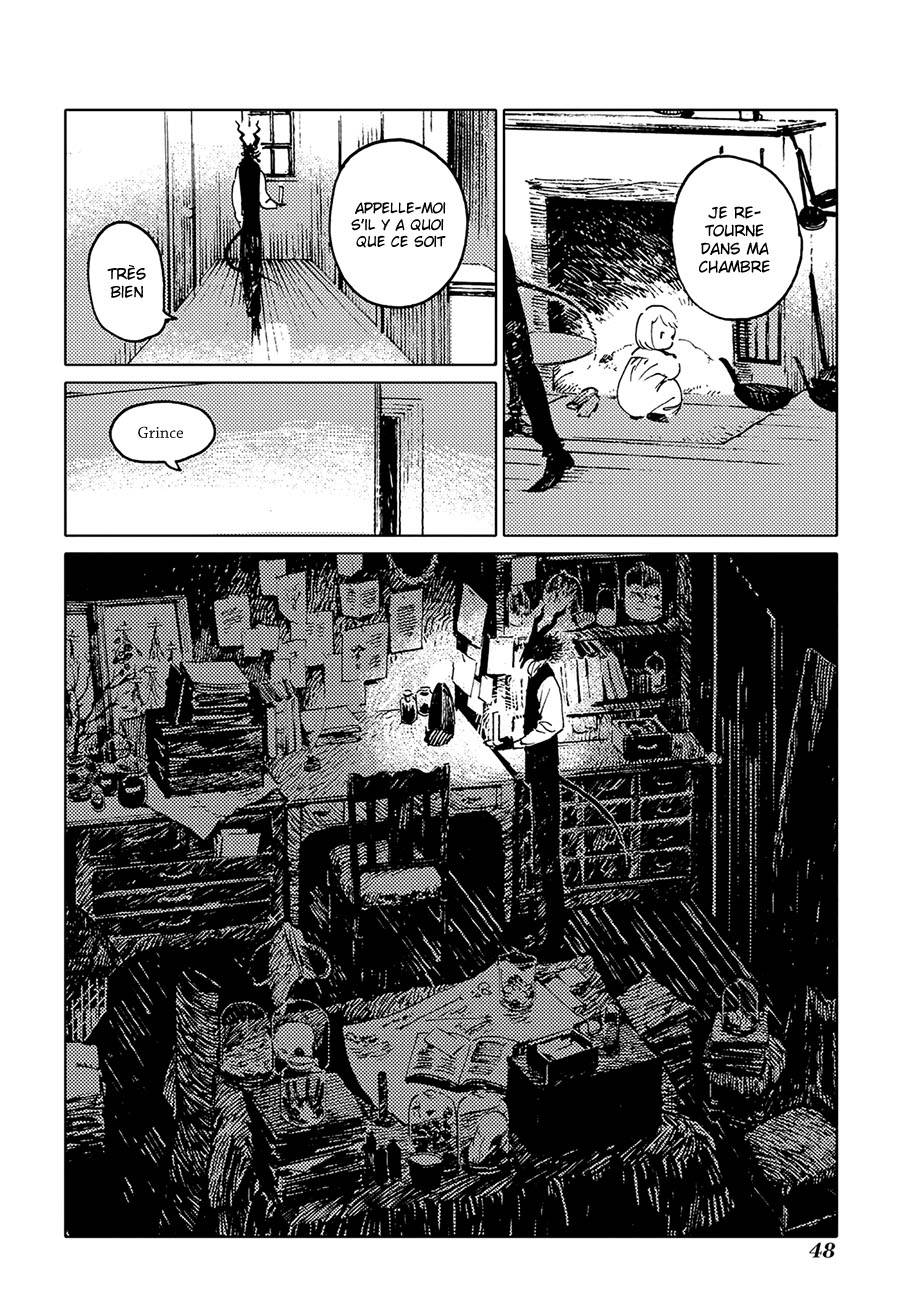 JE RE-
TOURNE
DANS MA
CHAMBRE
APPELLE-MOI
S'IL Y A QUOI
QUE CE SOIT
TRÈS
BIEN
Grince
48